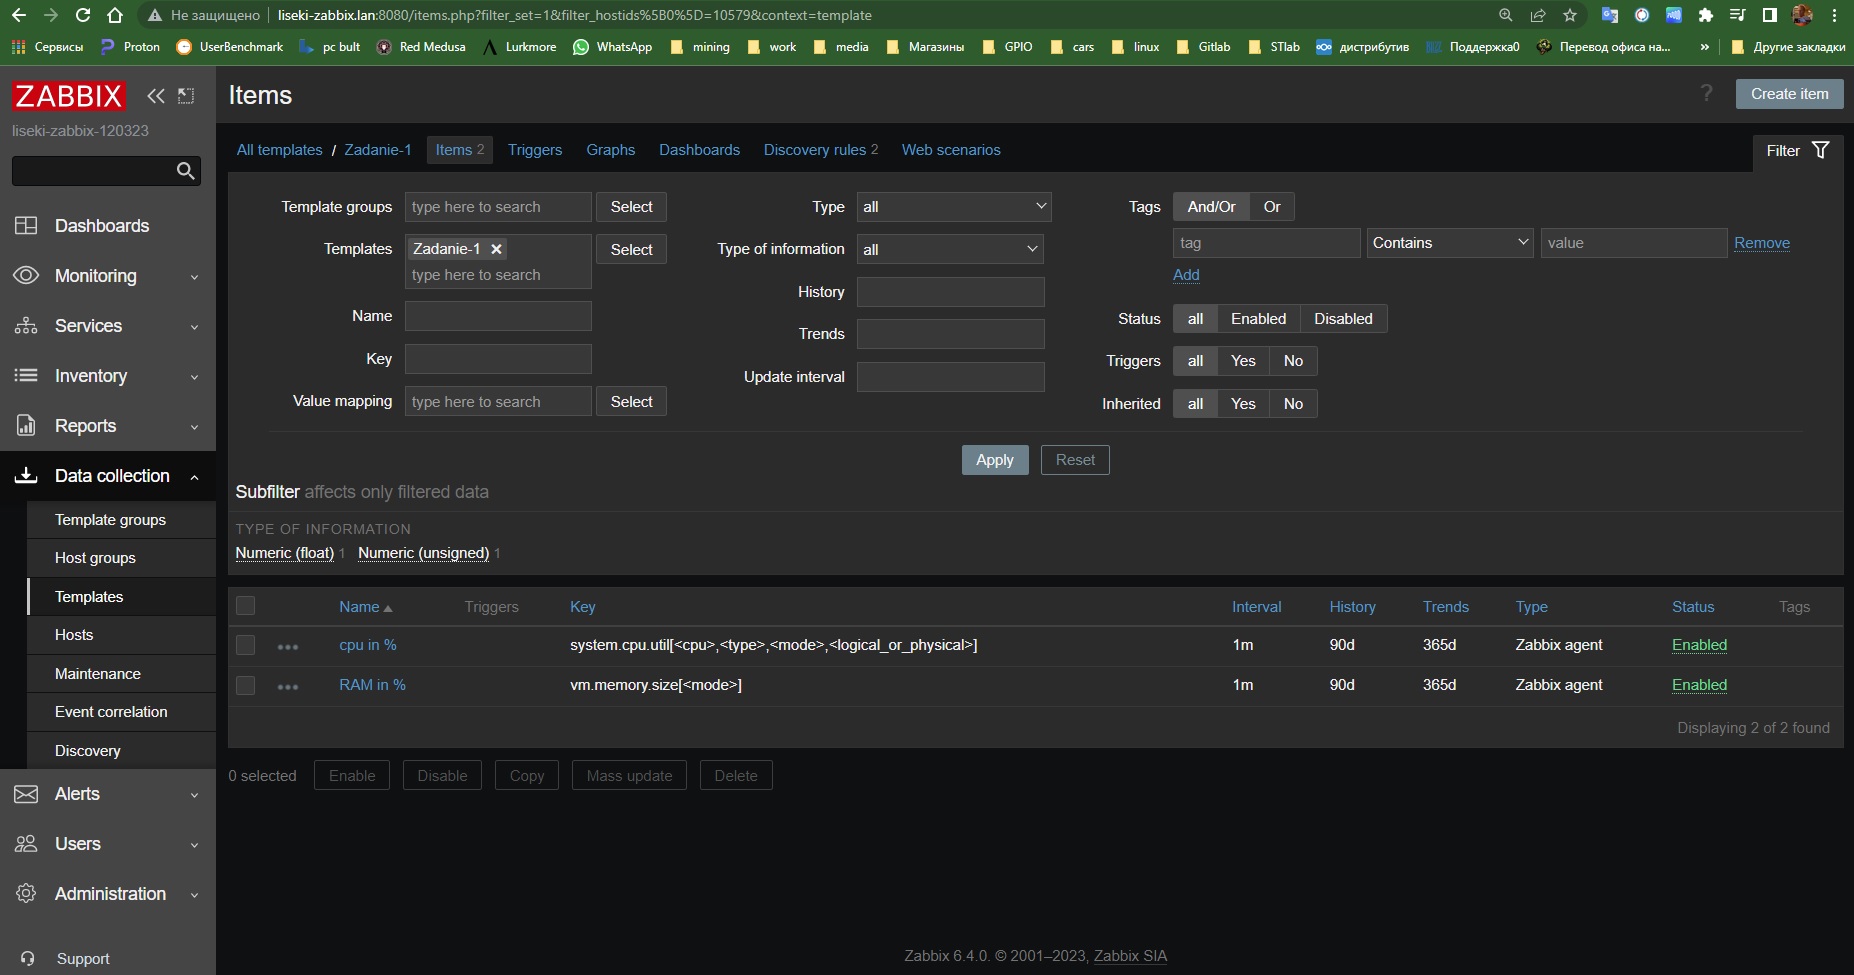 Не защищено liseki-zabbix.lan:8080/items.php?filter_set=1&filter_hostids%5B0%5D=10579&context=template
Сервисы Proton UserBenchmark pc bult Red Medusa Lurkmore WhatsApp mining work media Магазины GPIO cars linux Gitlab STlab дистрибутив Поддержка0 Перевод офиса на... » Другие закладки
ZABBIX
liseki-zabbix-120323
Dashboards
Monitoring
Services
Inventory
Reports
Data collection
Template groups
Host groups
Templates
Hosts
Maintenance
Event correlation
Discovery
Alerts
Users
Administration
Support
Items
? Create item
All templates / Zadanie-1 Items 2 Triggers Graphs Dashboards Discovery rules 2 Web scenarios
Filter
Template groups type here to search Select
Templates Zadanie-1 Select
type here to search
Name
Key
Value mapping type here to search Select
Type all
Type of information all
History
Trends
Update interval
Tags And/Or Or
tag Contains value Remove
Add
Status all Enabled Disabled
Triggers all Yes No
Inherited all Yes No
Apply Reset
Subfilter affects only filtered data
TYPE OF INFORMATION
Numeric (float) 1 Numeric (unsigned) 1
Name Triggers Key Interval History Trends Type Status Tags
cpu in % system.cpu.util[<cpu>,<type>,<mode>,<logical_or_physical>] 1m 90d 365d Zabbix agent Enabled
RAM in % vm.memory.size[<mode>] 1m 90d 365d Zabbix agent Enabled
Displaying 2 of 2 found
0 selected Enable Disable Copy Mass update Delete
Zabbix 6.4.0. © 2001–2023, Zabbix SIA